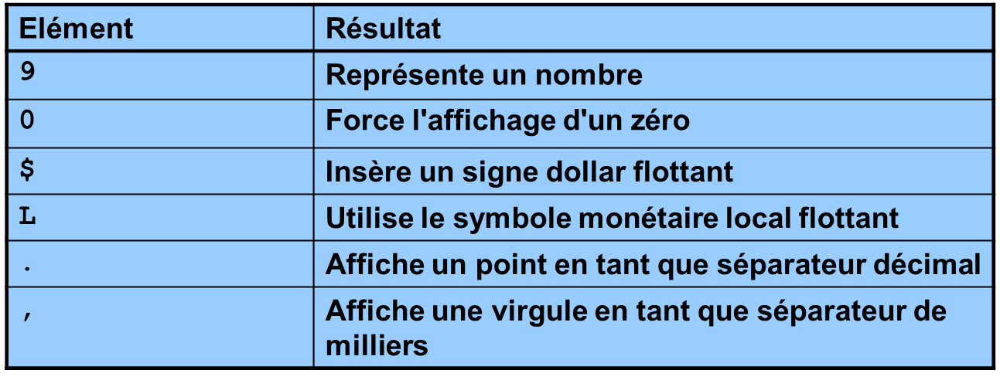 Elément Résultat
9 Représente un nombre
0 Force l'affichage d'un zéro
$ Insère un signe dollar flottant
L Utilise le symbole monétaire local flottant
. Affiche un point en tant que séparateur décimal
, Affiche une virgule en tant que séparateur de
milliers